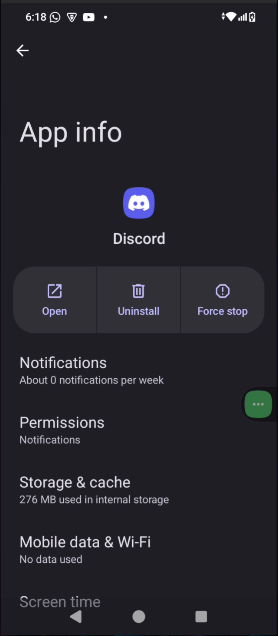 6:18
App info
Discord
Open
Uninstall
Force stop
Notifications
About 0 notifications per week
Permissions
Notifications
Storage & cache
276 MB used in internal storage
Mobile data & Wi-Fi
No data used
Screen time